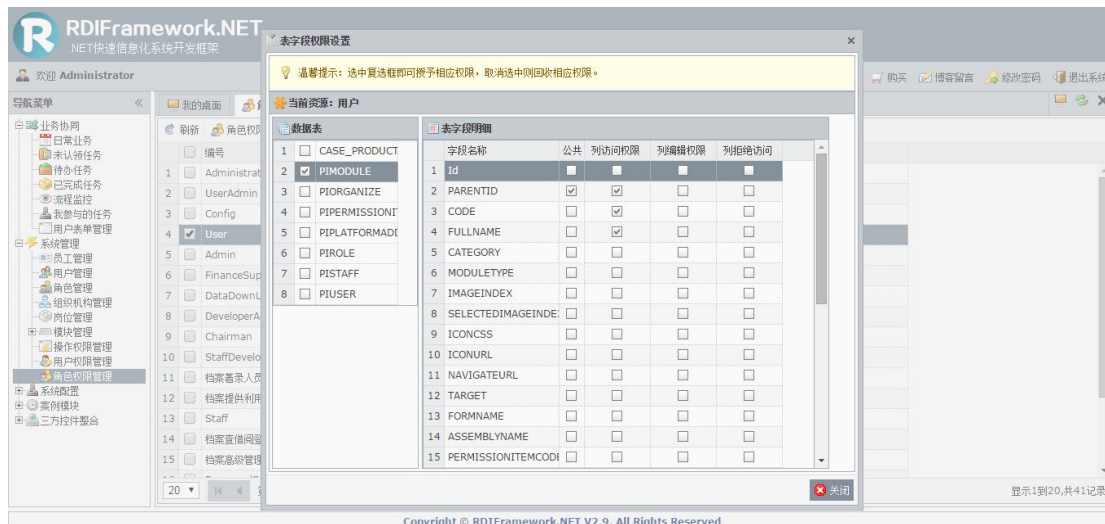 RDIFramework.NET
.NET快速信息化系统开发框架
欢迎 Administrator
购买 博客留言 修改密码 退出系统
导航菜单
业务协同
日常业务
未认领任务
待办任务
已完成任务
流程监控
我参与的任务
用户表单管理
系统管理
员工管理
用户管理
角色管理
组织机构管理
岗位管理
模块管理
操作权限管理
用户权限管理
角色权限管理
系统配置
案例模块
三方控件整合
我的桌面
刷新 角色权限
编号
1 Administrat
2 UserAdmin
3 Config
4 User
5 Admin
6 FinanceSup
7 DataDownL
8 DeveloperA
9 Chairman
10 StaffDevelo
11 档案著录人员
12 档案提供利用
13 Staff
14 档案查借阅登
15 档案高级管理
20
显示1到20,共41记录
表字段权限设置
温馨提示：选中复选框即可授予相应权限，取消选中则回收相应权限。
当前资源：用户
数据表
1 CASE_PRODUCT
2 PIMODULE
3 PIORGANIZE
4 PIPERMISSIONI
5 PIPLATFORMADD
6 PIROLE
7 PISTAFF
8 PIUSER
表字段明细
字段名称 公共 列访问权限 列编辑权限 列拒绝访问
1 Id
2 PARENTID
3 CODE
4 FULLNAME
5 CATEGORY
6 MODULETYPE
7 IMAGEINDEX
8 SELECTEDIMAGEINDE
9 ICONCSS
10 ICONURL
11 NAVIGATEURL
12 TARGET
13 FORMNAME
14 ASSEMBLYNAME
15 PERMISSIONITEMCODE
关闭
Copyright © RDIFramework.NET V2.9. All Rights Reserved